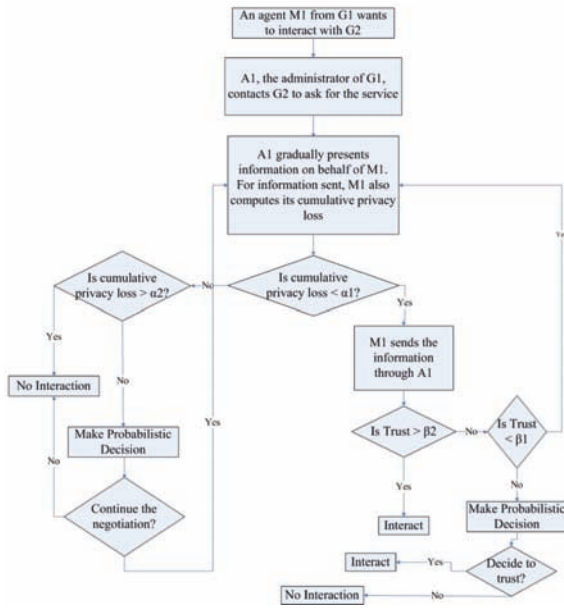 An agent M1 from G1 wants
to interact with G2
A1, the administrator of G1,
contacts G2 to ask for the service
A1 gradually presents
information on behalf of M1.
For information sent, M1 also
computes its cumulative privacy
loss
Is cumulative
privacy loss > α2?
No
Is cumulative
privacy loss < α1?
Yes
Yes
No
M1 sends the
information
through A1
No Interaction
Yes
Make Probabilistic
Decision
No
Continue the
negotiation?
Is Trust > β2
No
Is Trust
< β1
Yes
No
Interact
Make Probabilistic
Decision
Decide to
trust?
Yes
Interact
No
No Interaction